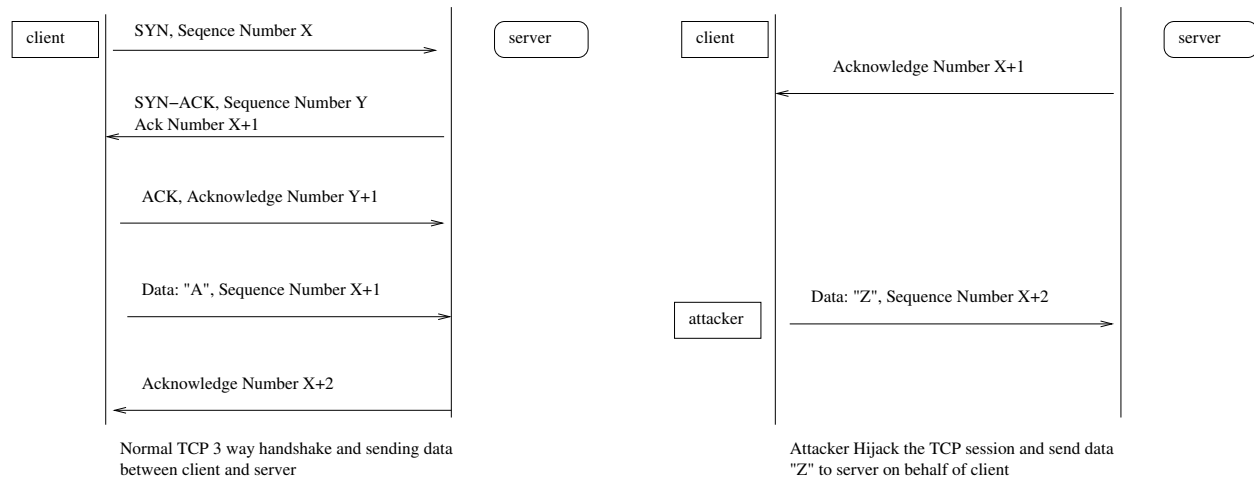 client
SYN, Seqence Number X
server
SYN−ACK, Sequence Number Y
Ack Number X+1
ACK, Acknowledge Number Y+1
Data: "A", Sequence Number X+1
Acknowledge Number X+2
Normal TCP 3 way handshake and sending data
between client and server
client
server
Acknowledge Number X+1
attacker
Data: "Z", Sequence Number X+2
Attacker Hijack the TCP session and send data
"Z" to server on behalf of client